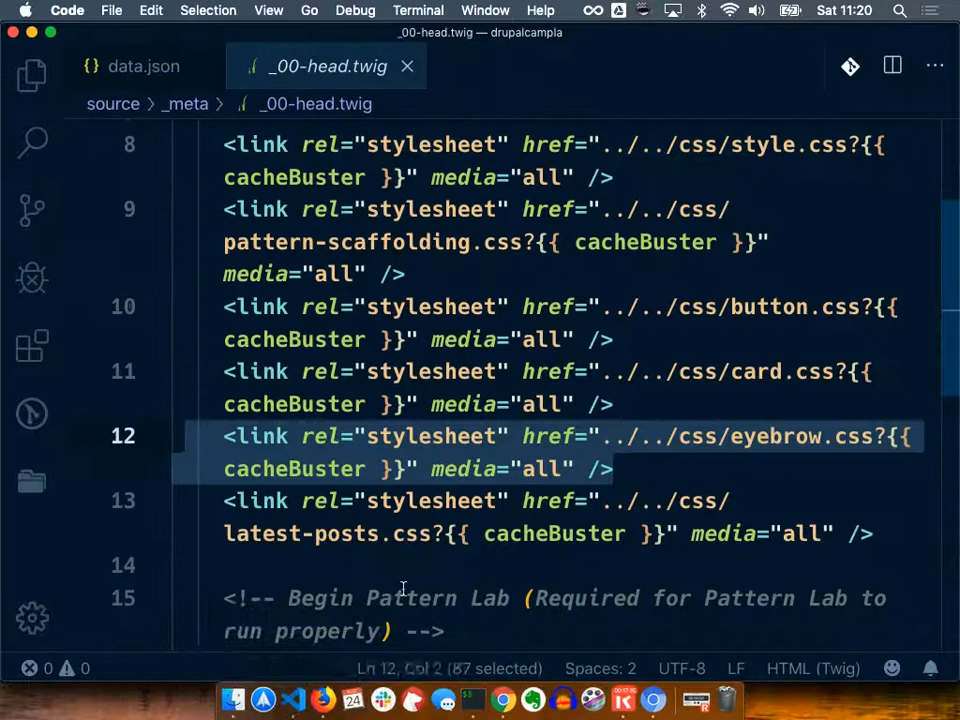 Code File Edit Selection View Go Debug Terminal Window Help Sat 11:20
_00-head.twig — drupalcampla
{} data.json _00-head.twig
source > _meta > _00-head.twig
8 <link rel="stylesheet" href="../../css/style.css?{{
cacheBuster }}" media="all" />
9 <link rel="stylesheet" href="../../css/
pattern-scaffolding.css?{{ cacheBuster }}"
media="all" />
10 <link rel="stylesheet" href="../../css/button.css?{{
cacheBuster }}" media="all" />
11 <link rel="stylesheet" href="../../css/card.css?{{
cacheBuster }}" media="all" />
12 <link rel="stylesheet" href="../../css/eyebrow.css?{{
cacheBuster }}" media="all" />
13 <link rel="stylesheet" href="../../css/
latest-posts.css?{{ cacheBuster }}" media="all" />
14
15 <!-- Begin Pattern Lab (Required for Pattern Lab to
run properly) -->
0 0 Ln 12, Col 2 (87 selected) Spaces: 2 UTF-8 LF HTML (Twig)